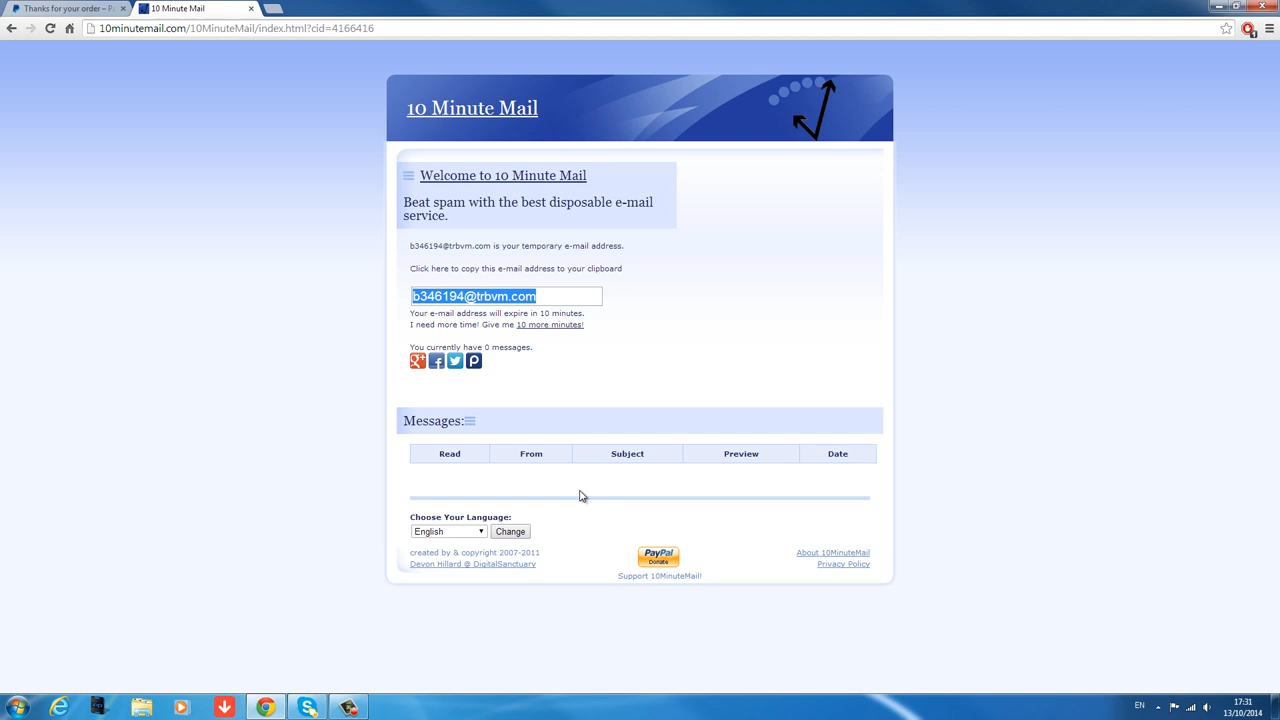 Thanks for your order – Pa
10 Minute Mail
10minutemail.com/10MinuteMail/index.html?cid=4166416
10 Minute Mail
Welcome to 10 Minute Mail
Beat spam with the best disposable e-mail
service.
b346194@trbvm.com is your temporary e-mail address.
Click here to copy this e-mail address to your clipboard
b346194@trbvm.com
Your e-mail address will expire in 10 minutes.
I need more time! Give me 10 more minutes!
You currently have 0 messages.
Messages:
Read From Subject Preview Date
Choose Your Language:
English Change
created by & copyright 2007-2011
Devon Hillard @ DigitalSanctuary
PayPal
Donate
Support 10MinuteMail!
About 10MinuteMail
Privacy Policy
EN
17:31
13/10/2014